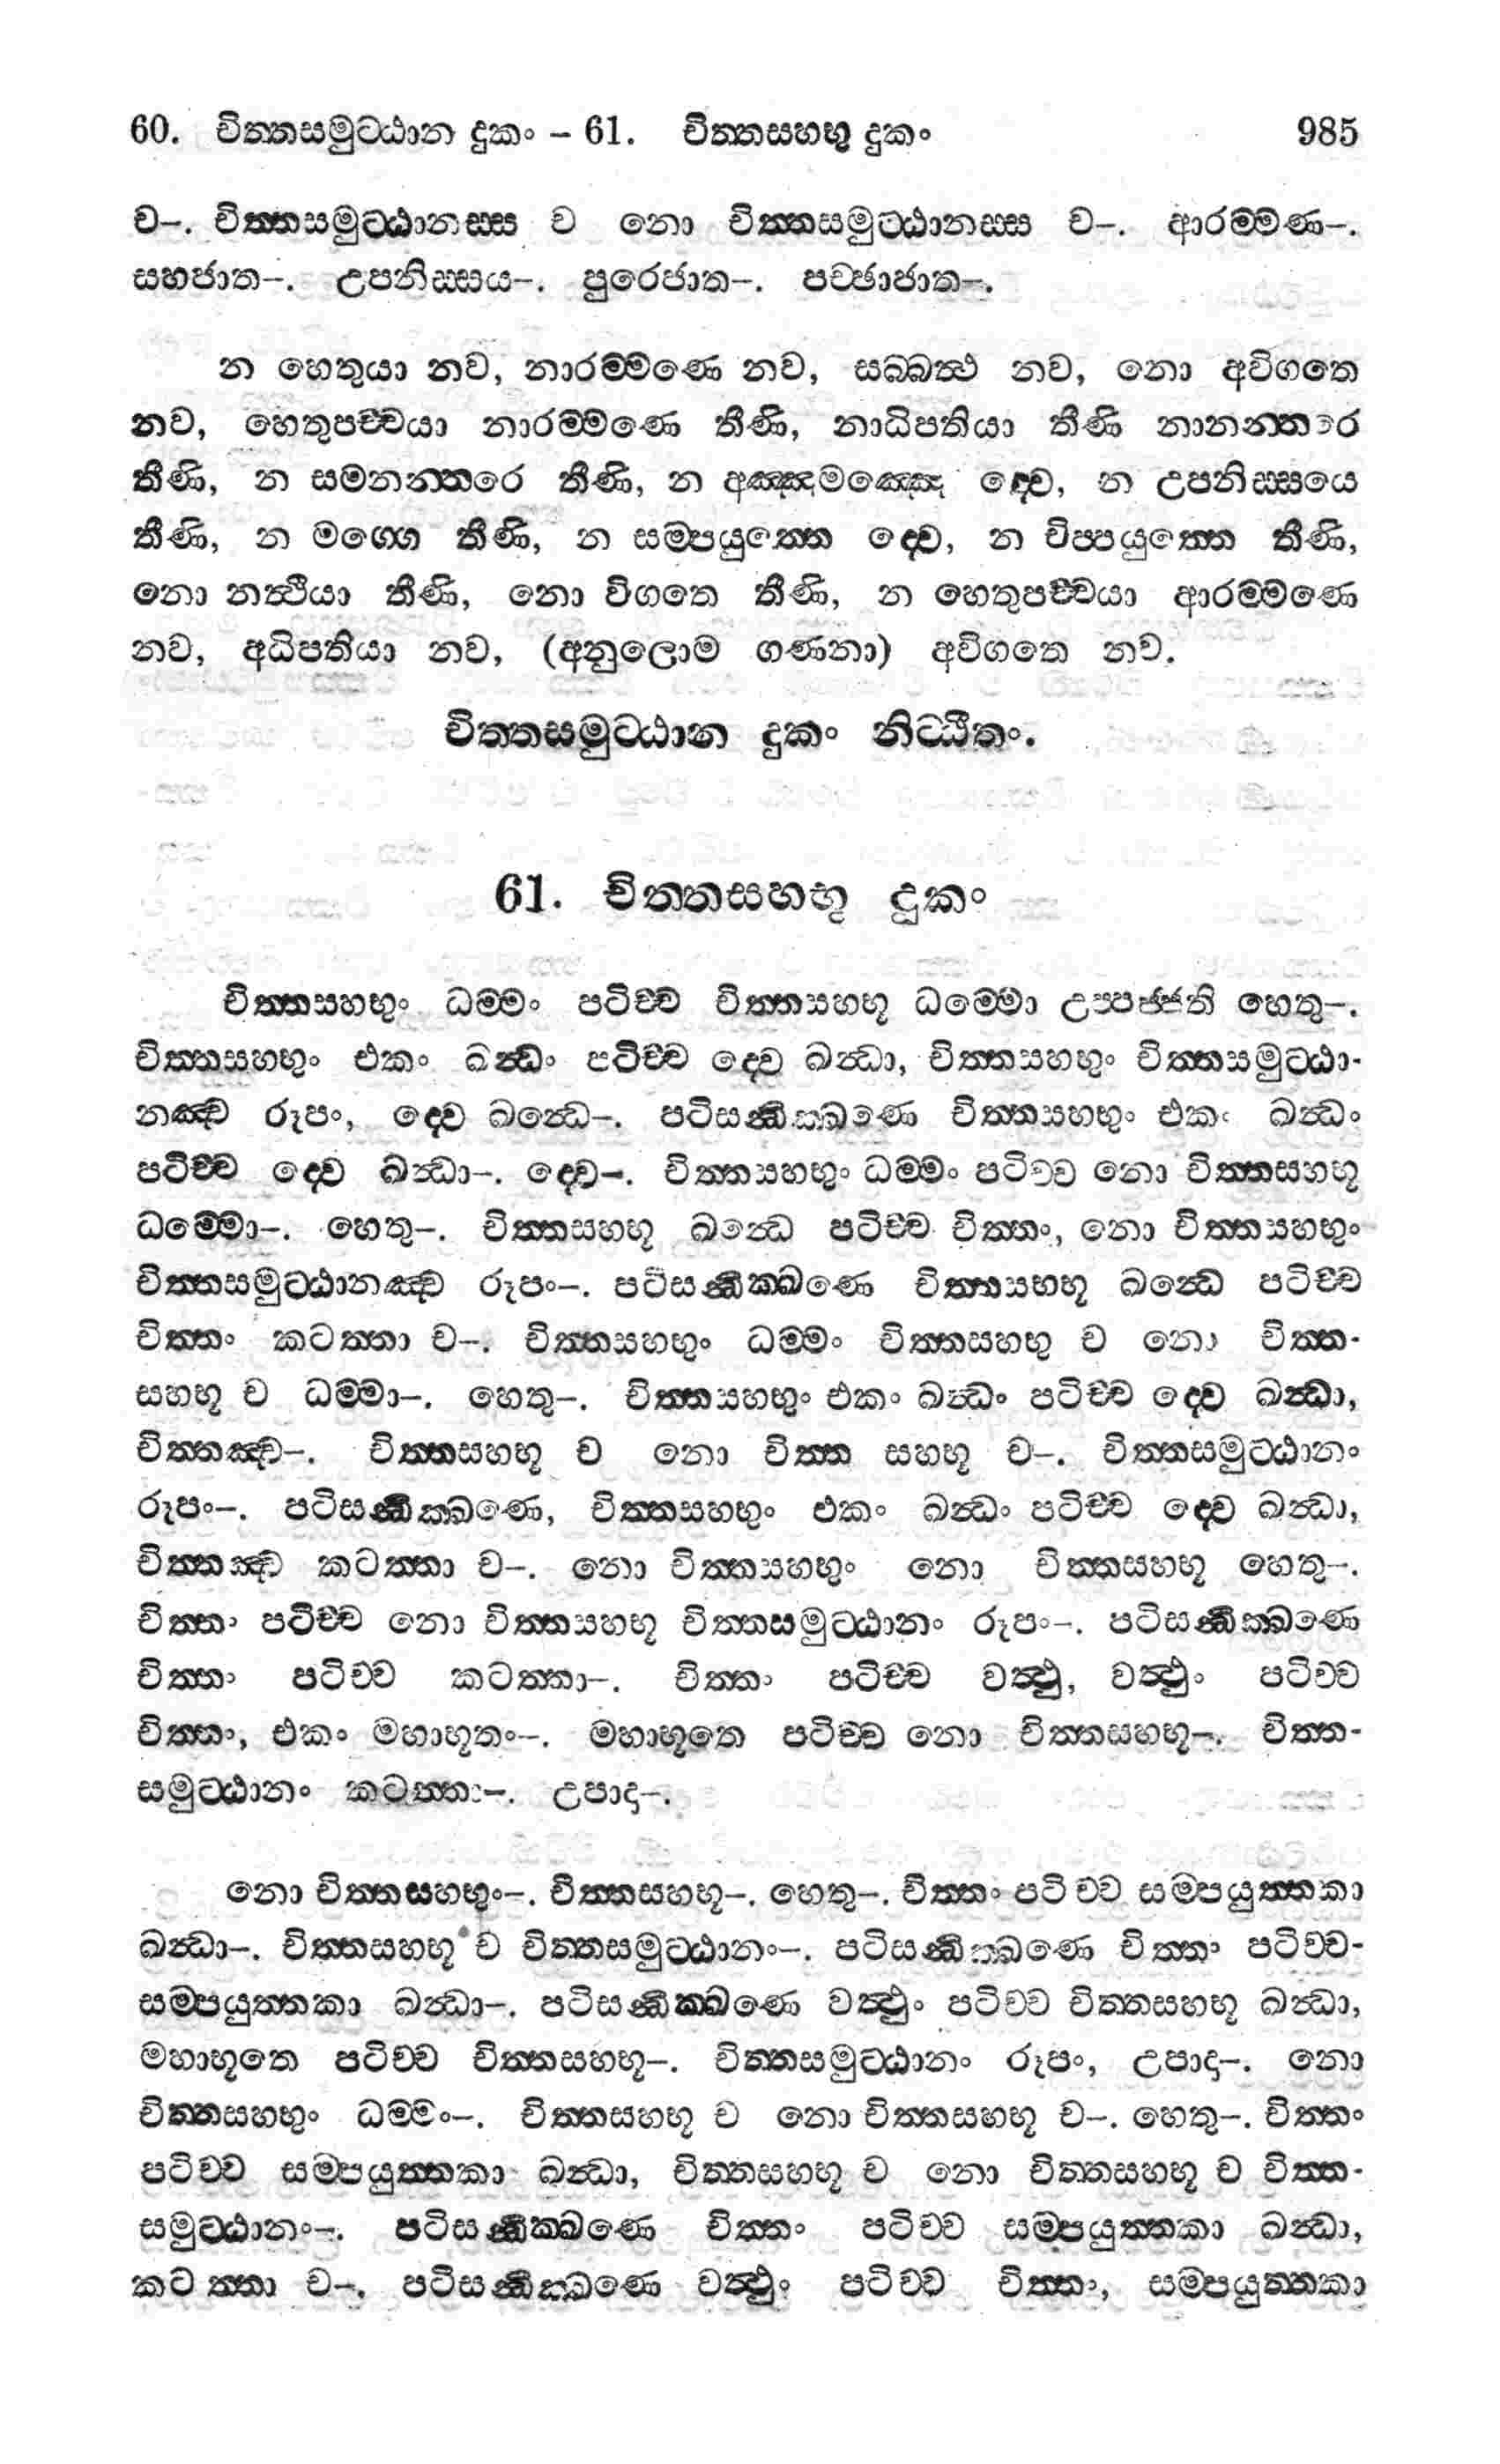 60. චිත්තසමුට්ඨාන දුකං – 61. චිත්තසහභූ දුකං 985
ච–. චිත්තසමුට්ඨානස්ස ච නො චිත්තසමුට්ඨානස්ස ච–. ආරම්මණ–.
සහජාත–. උපනිස්සය–. පුරෙජාත–. පච්ඡාජාත–.
න හෙතුයා නව, නාරම්මණෙ නව, සබ්බත්ථ නව, නො අවිගතෙ
නව, හෙතුපච්චයා නාරම්මණෙ තීණි, නාධිපතියා තීණි නානන්තරෙ
තීණි, න සමනන්තරෙ තීණි, න අඤ්ඤමඤ්ඤෙ ද්වෙ, න උපනිස්සයෙ
තීණි, න මග්ගෙ තීණි, න සම්පයුත්තෙ ද්වෙ, න විප්පයුත්තෙ තීණි,
නො නත්ථියා තීණි, නො විගතෙ තීණි, න හෙතුපච්චයා ආරම්මණෙ
නව, අධිපතියා නව, (අනුලොම ගණනා) අවිගතෙ නව.
චිත්තසමුට්ඨාන දුකං නිට්ඨීතං.
61. චිත්තසහභූ දුකං
චිත්තසහභුං ධම්මං පටිච්ච චිත්තසහභූ ධම්මො උප්පජ්ජති හෙතු–.
චිත්තසහභුං එකං ඛන්ධං පටිච්ච ද්වෙ ඛන්ධා, චිත්තසහභුං චිත්තසමුට්ඨා-
නඤ්ච රූපං, ද්වෙ ඛන්ධෙ–. පටිසන්ධික්ඛණෙ චිත්තසහභුං එකං ඛන්ධං
පටිච්ච ද්වෙ ඛන්ධා–. ද්වෙ–. චිත්තසහභුං ධම්මං පටිච්ච නො චිත්තසහභූ
ධම්මො–. හෙතු–. චිත්තසහභූ ඛන්ධෙ පටිච්ච චිත්තං, නො චිත්තසහභුං
චිත්තසමුට්ඨානඤ්ච රූපං–. පටිසන්ධික්ඛණෙ චිත්තසහභූ ඛන්ධෙ පටිච්ච
චිත්තං කටත්තා ච–. චිත්තසහභුං ධම්මං චිත්තසහභු ච නො චිත්ත-
සහභූ ච ධම්මා–. හෙතු–. චිත්තසහභුං එකං ඛන්ධං පටිච්ච ද්වෙ ඛන්ධා,
චිත්තඤ්ච–. චිත්තසහභූ ච නො චිත්ත සහභූ ච–. චිත්තසමුට්ඨානං
රූපං–. පටිසන්ධික්ඛණෙ, චිත්තසහභුං එකං ඛන්ධං පටිච්ච ද්වෙ ඛන්ධා,
චිත්තඤ්ච කටත්තා ච–. නො චිත්තසහභුං නො චිත්තසහභූ හෙතු–.
චිත්තං පටිච්ච නො චිත්තසහභූ චිත්තසමුට්ඨානං රූපං–. පටිසන්ධික්ඛණෙ
චිත්තං පටිච්ච කටත්තා–. චිත්තං පටිච්ච වත්ථු, වත්ථුං පටිච්ච
චිත්තං, එකං මහාභූතං–. මහාභූතෙ පටිච්ච නො චිත්තසහභූ–. චිත්ත-
සමුට්ඨානං කටත්තා–. උපාදා–.
නො චිත්තසහභුං–. චිත්තසහභූ–. හෙතු–. චිත්තං පටිච්ච සම්පයුත්තකා
ඛන්ධා–. චිත්තසහභූ ච චිත්තසමුට්ඨානං–. පටිසන්ධික්ඛණෙ චිත්තං පටිච්ච-
සම්පයුත්තකා ඛන්ධා–. පටිසන්ධික්ඛණෙ වත්ථුං පටිච්ච චිත්තසහභූ ඛන්ධා,
මහාභූතෙ පටිච්ච චිත්තසහභූ–. චිත්තසමුට්ඨානං රූපං, උපාදා–. නො
චිත්තසහභුං ධම්මං–. චිත්තසහභූ ච නො චිත්තසහභූ ච–. හෙතු–. චිත්තං
පටිච්ච සම්පයුත්තකා ඛන්ධා, චිත්තසහභූ ච නො චිත්තසහභූ ච චිත්ත-
සමුට්ඨානං–. පටිසන්ධික්ඛණෙ චිත්තං පටිච්ච සම්පයුත්තකා ඛන්ධා,
කටත්තා ච–. පටිසන්ධික්ඛණෙ වත්ථුං පටිච්ච චිත්තං, සම්පයුත්තකා